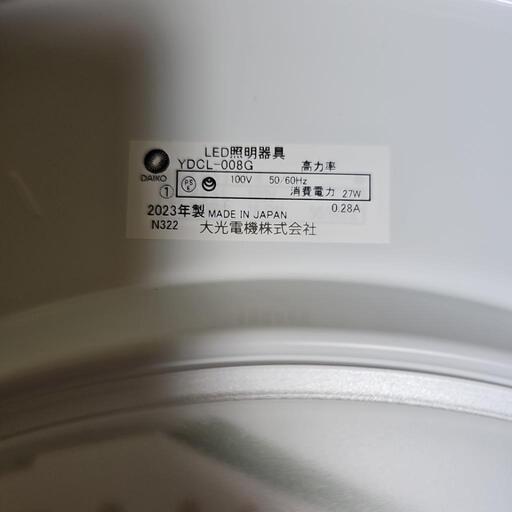 LED照明器具
YDCL-008G 高力率
DAIKO
① PSE 100V 50/60Hz
消費電力 27W
0.28A
2023年製 MADE IN JAPAN
N322 大光電機株式会社